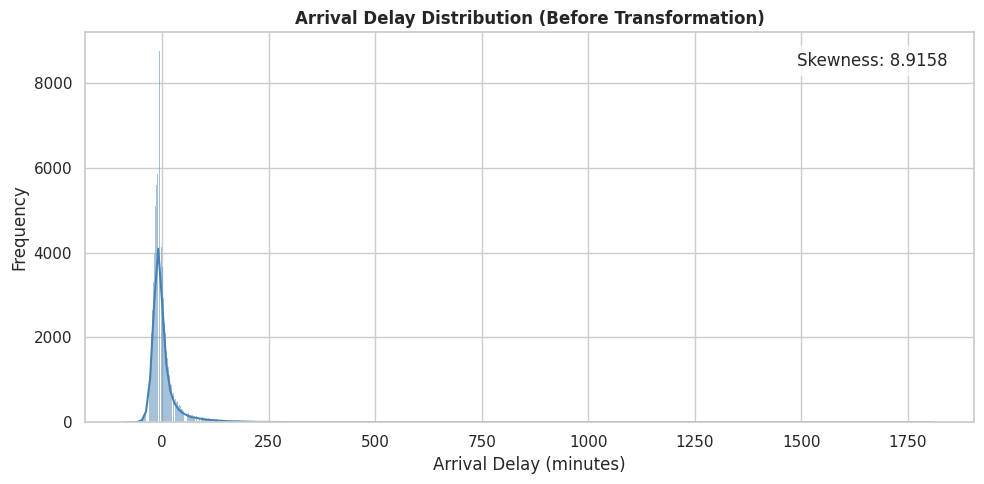 Arrival Delay Distribution (Before Transformation)
Skewness: 8.9158
Frequency
8000
6000
4000
2000
0
0 250 500 750 1000 1250 1500 1750
Arrival Delay (minutes)